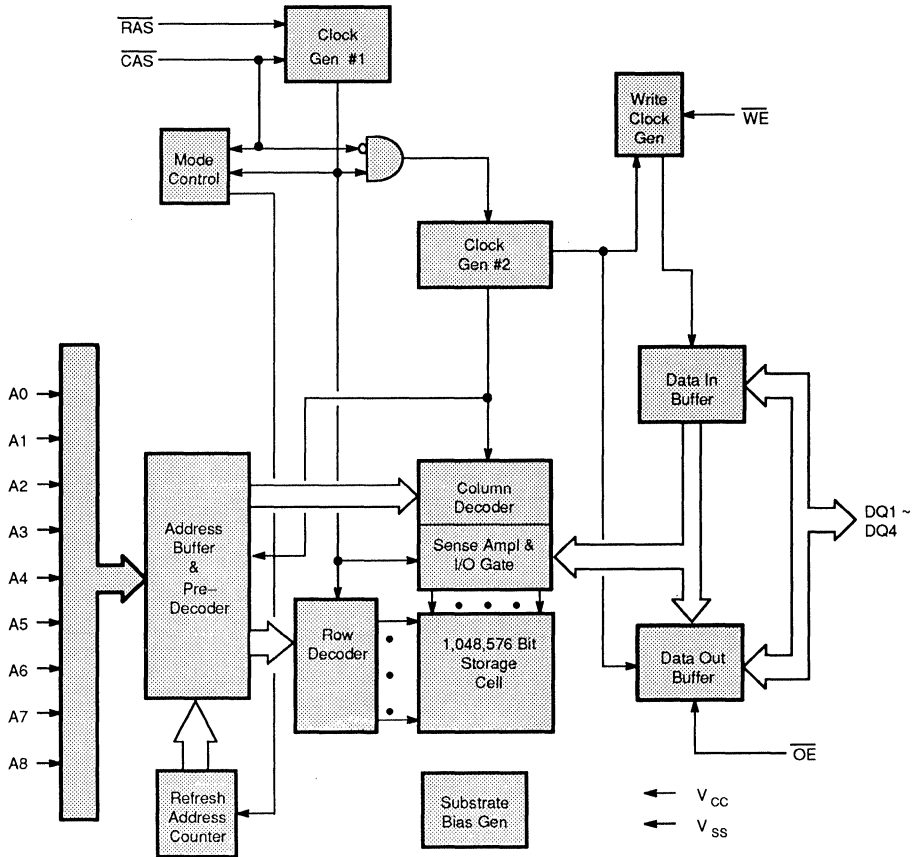 RAS
CAS
Clock
Gen #1
Write
Clock
Gen
WE
Mode
Control
Clock
Gen #2
A0
A1
A2
A3
A4
A5
A6
A7
A8
Address
Buffer
&
Pre-
Decoder
Column
Decoder
Sense Ampl &
I/O Gate
Data In
Buffer
DQ1 ~
DQ4
Row
Decoder
1,048,576 Bit
Storage
Cell
Data Out
Buffer
OE
Refresh
Address
Counter
Substrate
Bias Gen
V CC
V SS